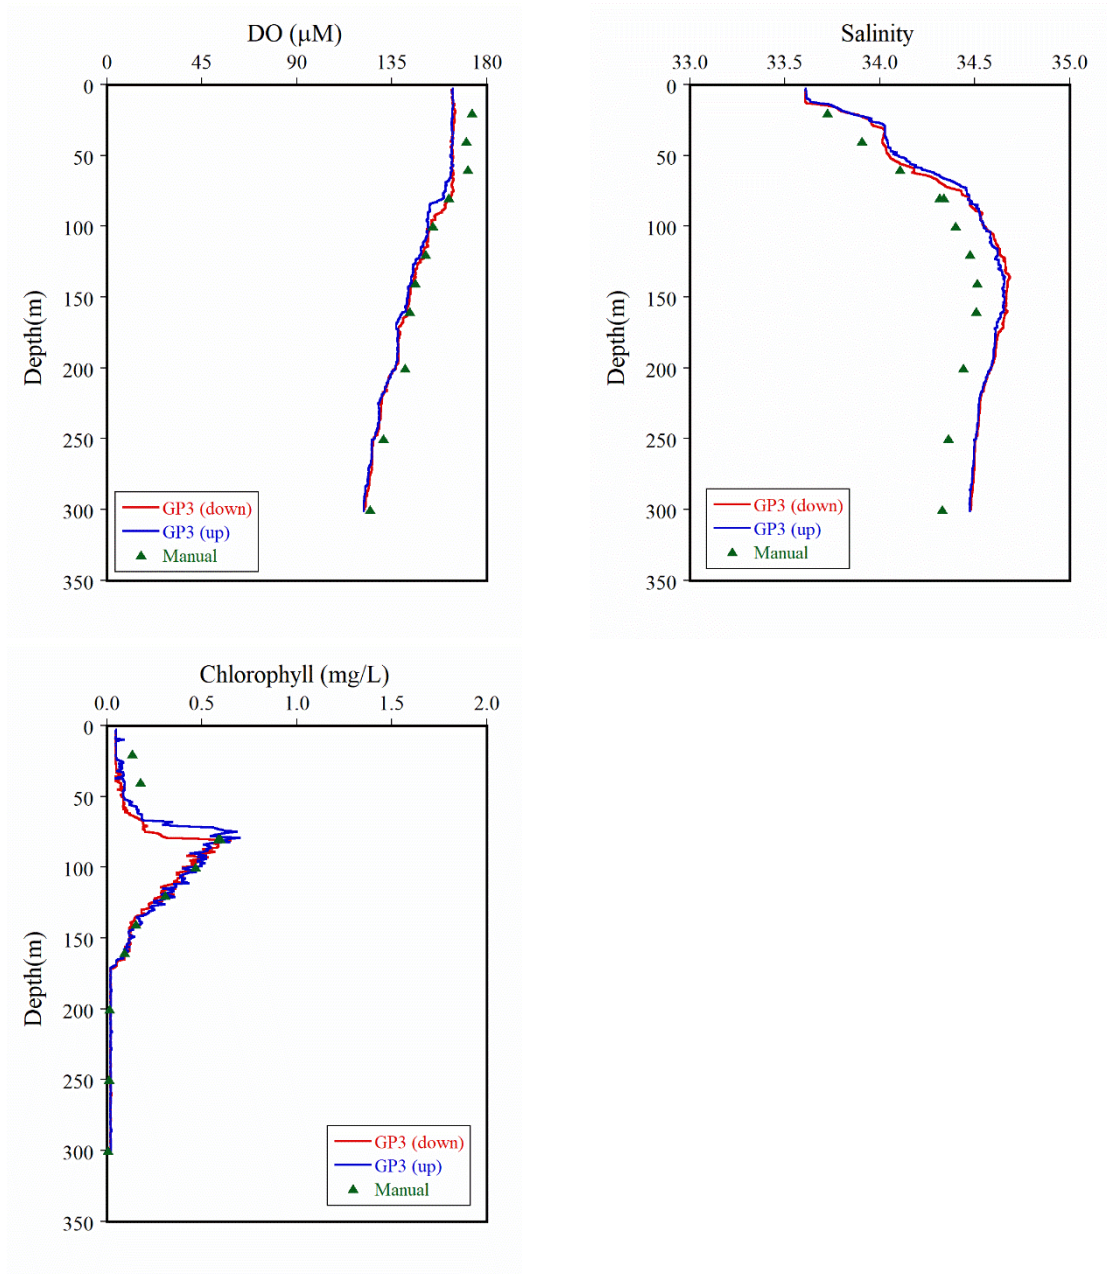 DO (μM)
0 45 90 135 180
0
50
100
150
200
250
300
350
Depth(m)
GP3 (down)
GP3 (up)
Manual
Salinity
33.0 33.5 34.0 34.5 35.0
0
50
100
150
200
250
300
350
Depth(m)
GP3 (down)
GP3 (up)
Manual
Chlorophyll (mg/L)
0.0 0.5 1.0 1.5 2.0
0
50
100
150
200
250
300
350
Depth(m)
GP3 (down)
GP3 (up)
Manual